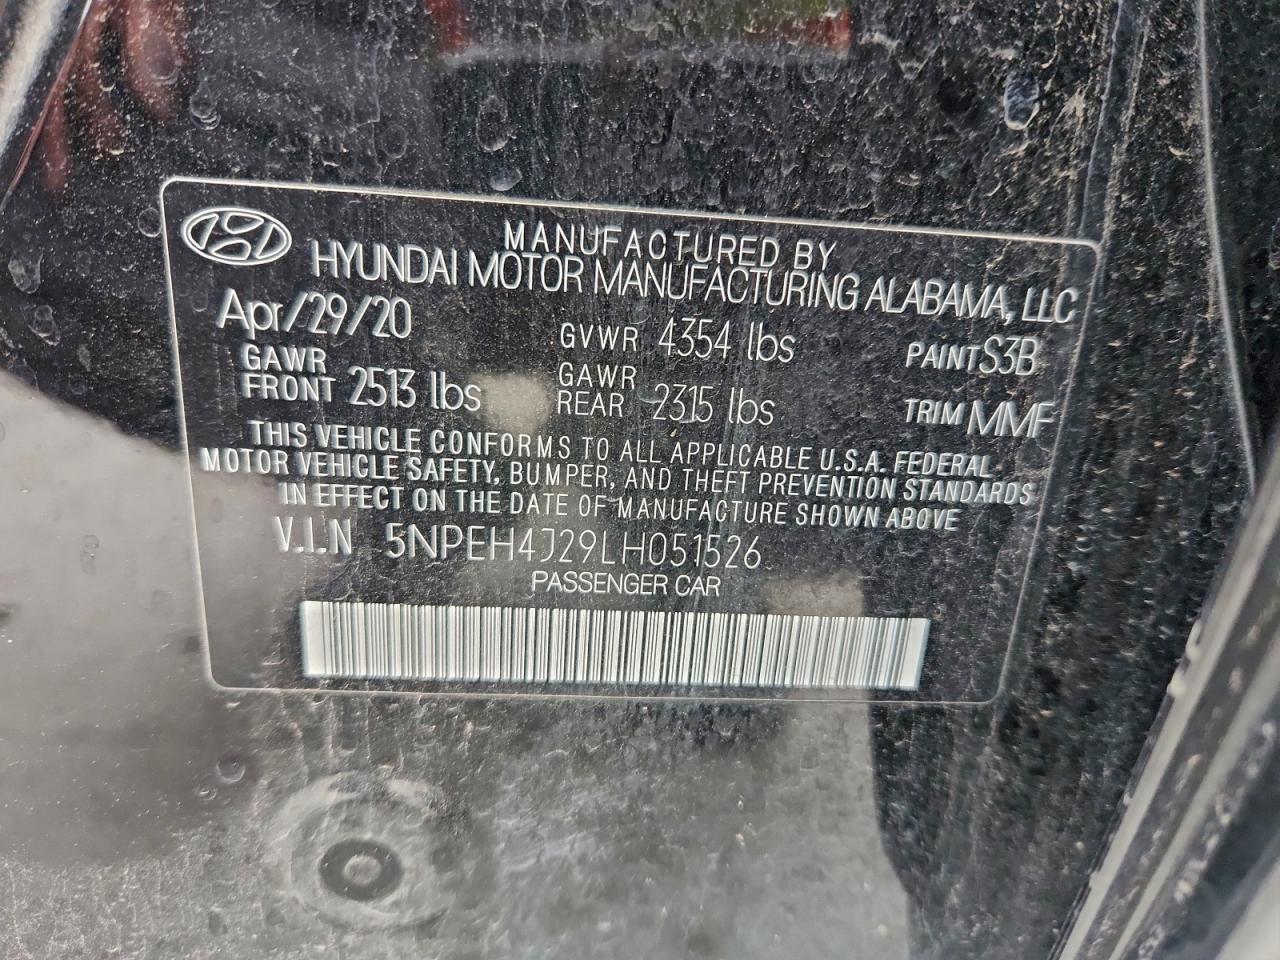 MANUFACTURED BY
HYUNDAI MOTOR MANUFACTURING ALABAMA, LLC
Apr/29/20 GVWR 4354 lbs PAINT S3B
GAWR FRONT 2513 lbs GAWR REAR 2315 lbs TRIM MMF
THIS VEHICLE CONFORMS TO ALL APPLICABLE U.S.A. FEDERAL
MOTOR VEHICLE SAFETY, BUMPER, AND THEFT PREVENTION STANDARDS
IN EFFECT ON THE DATE OF MANUFACTURE SHOWN ABOVE
V.I.N 5NPEH4J29LH051526
PASSENGER CAR